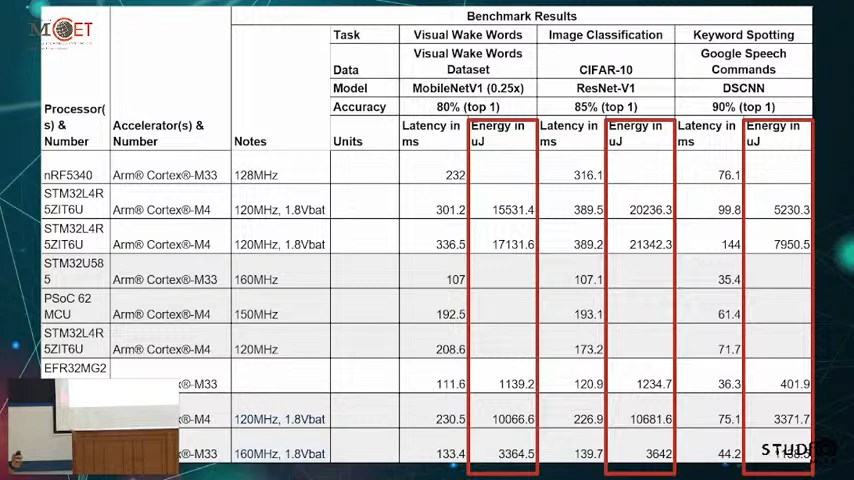 MCET
Benchmark Results
Task Visual Wake Words Image Classification Keyword Spotting
Data Visual Wake Words Dataset CIFAR-10 Google Speech Commands
Model MobileNetV1 (0.25x) ResNet-V1 DSCNN
Accuracy 80% (top 1) 85% (top 1) 90% (top 1)
Processor(s) & Number Accelerator(s) & Number Notes Units Latency in ms Energy in uJ Latency in ms Energy in uJ Latency in ms Energy in uJ
nRF5340 Arm® Cortex®-M33 128MHz 232 316.1 76.1
STM32L4R5ZIT6U Arm® Cortex®-M4 120MHz, 1.8Vbat 301.2 15531.4 389.5 20236.3 99.8 5230.3
STM32L4R5ZIT6U Arm® Cortex®-M4 120MHz, 1.8Vbat 336.5 17131.6 389.2 21342.3 144 7950.5
STM32U585 Arm® Cortex®-M33 160MHz 107 107.1 35.4
PSoC 62 MCU Arm® Cortex®-M4 150MHz 192.5 193.1 61.4
STM32L4R5ZIT6U Arm® Cortex®-M4 120MHz 208.6 173.2 71.7
EFR32MG2 x®-M33 111.6 1139.2 120.9 1234.7 36.3 401.9
x®-M4 120MHz, 1.8Vbat 230.5 10066.6 226.9 10681.6 75.1 3371.7
x®-M33 160MHz, 1.8Vbat 133.4 3364.5 139.7 3642 44.2